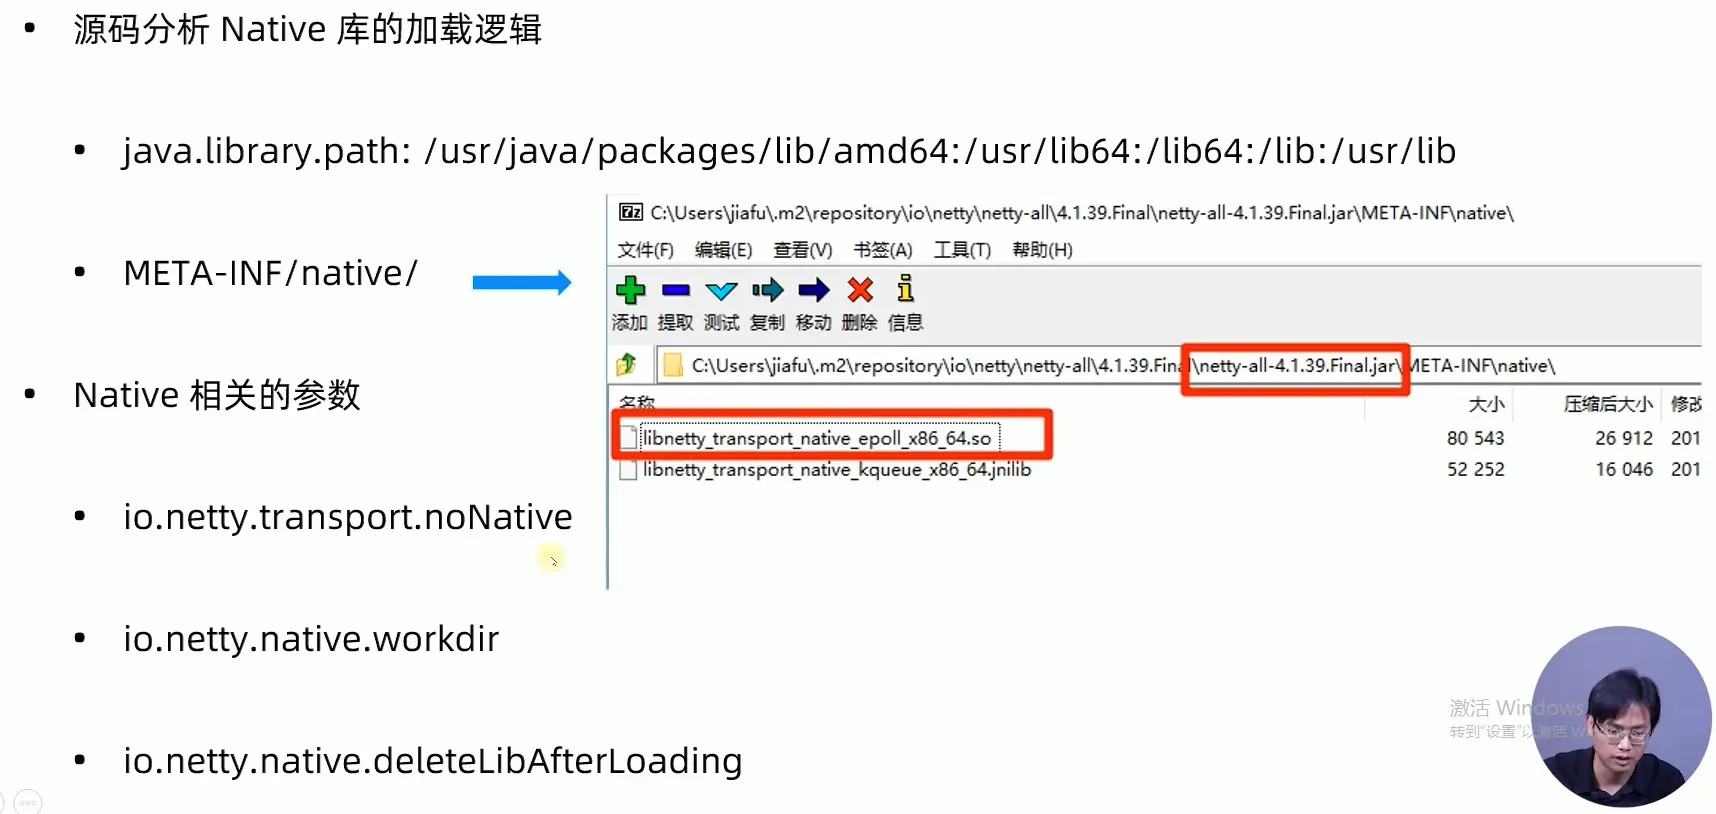 • 源码分析 Native 库的加载逻辑
• java.library.path: /usr/java/packages/lib/amd64:/usr/lib64:/lib64:/lib:/usr/lib
• META-INF/native/
C:\Users\jiafu\.m2\repository\io\netty\netty-all\4.1.39.Final\netty-all-4.1.39.Final.jar\META-INF\native\
文件(F) 编辑(E) 查看(V) 书签(A) 工具(T) 帮助(H)
添加 提取 测试 复制 移动 删除 信息
C:\Users\jiafu\.m2\repository\io\netty\netty-all\4.1.39.Final\netty-all-4.1.39.Final.jar\META-INF\native\
名称 大小 压缩后大小 修改
libnetty_transport_native_epoll_x86_64.so 80 543 26 912 201
libnetty_transport_native_kqueue_x86_64.jnilib 52 252 16 046 201
• Native 相关的参数
• io.netty.transport.noNative
• io.netty.native.workdir
• io.netty.native.deleteLibAfterLoading
激活 Windows
转到"设置"以激活 W